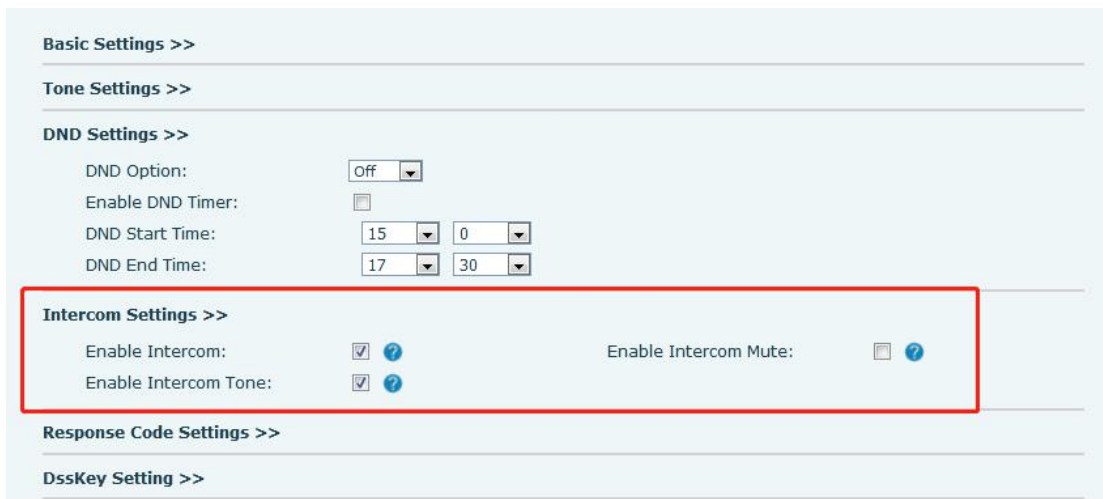 Basic Settings >>
Tone Settings >>
DND Settings >>
DND Option: Off
Enable DND Timer:
DND Start Time: 15 0
DND End Time: 17 30
Intercom Settings >>
Enable Intercom: ? Enable Intercom Mute: ?
Enable Intercom Tone: ?
Response Code Settings >>
DssKey Setting >>